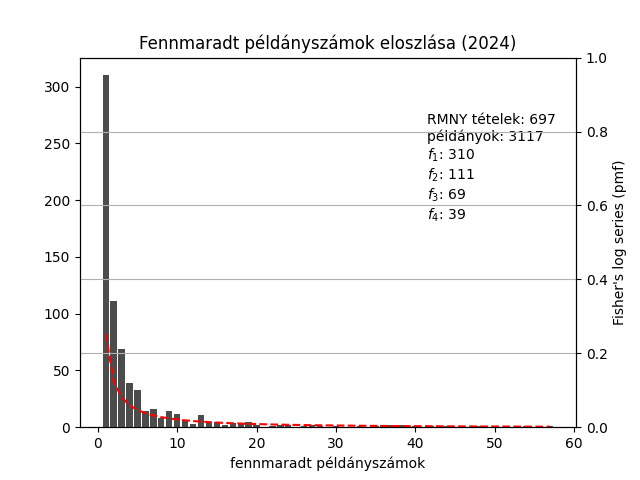 Fennmaradt példányszámok eloszlása (2024)
RMNY tételek: 697
példányok: 3117
f₁: 310
f₂: 111
f₃: 69
f₄: 39
300
250
200
150
100
50
0
1.0
0.8
0.6
0.4
0.2
0.0
Fisher's log series (pmf)
0 10 20 30 40 50 60
fennmaradt példányszámok